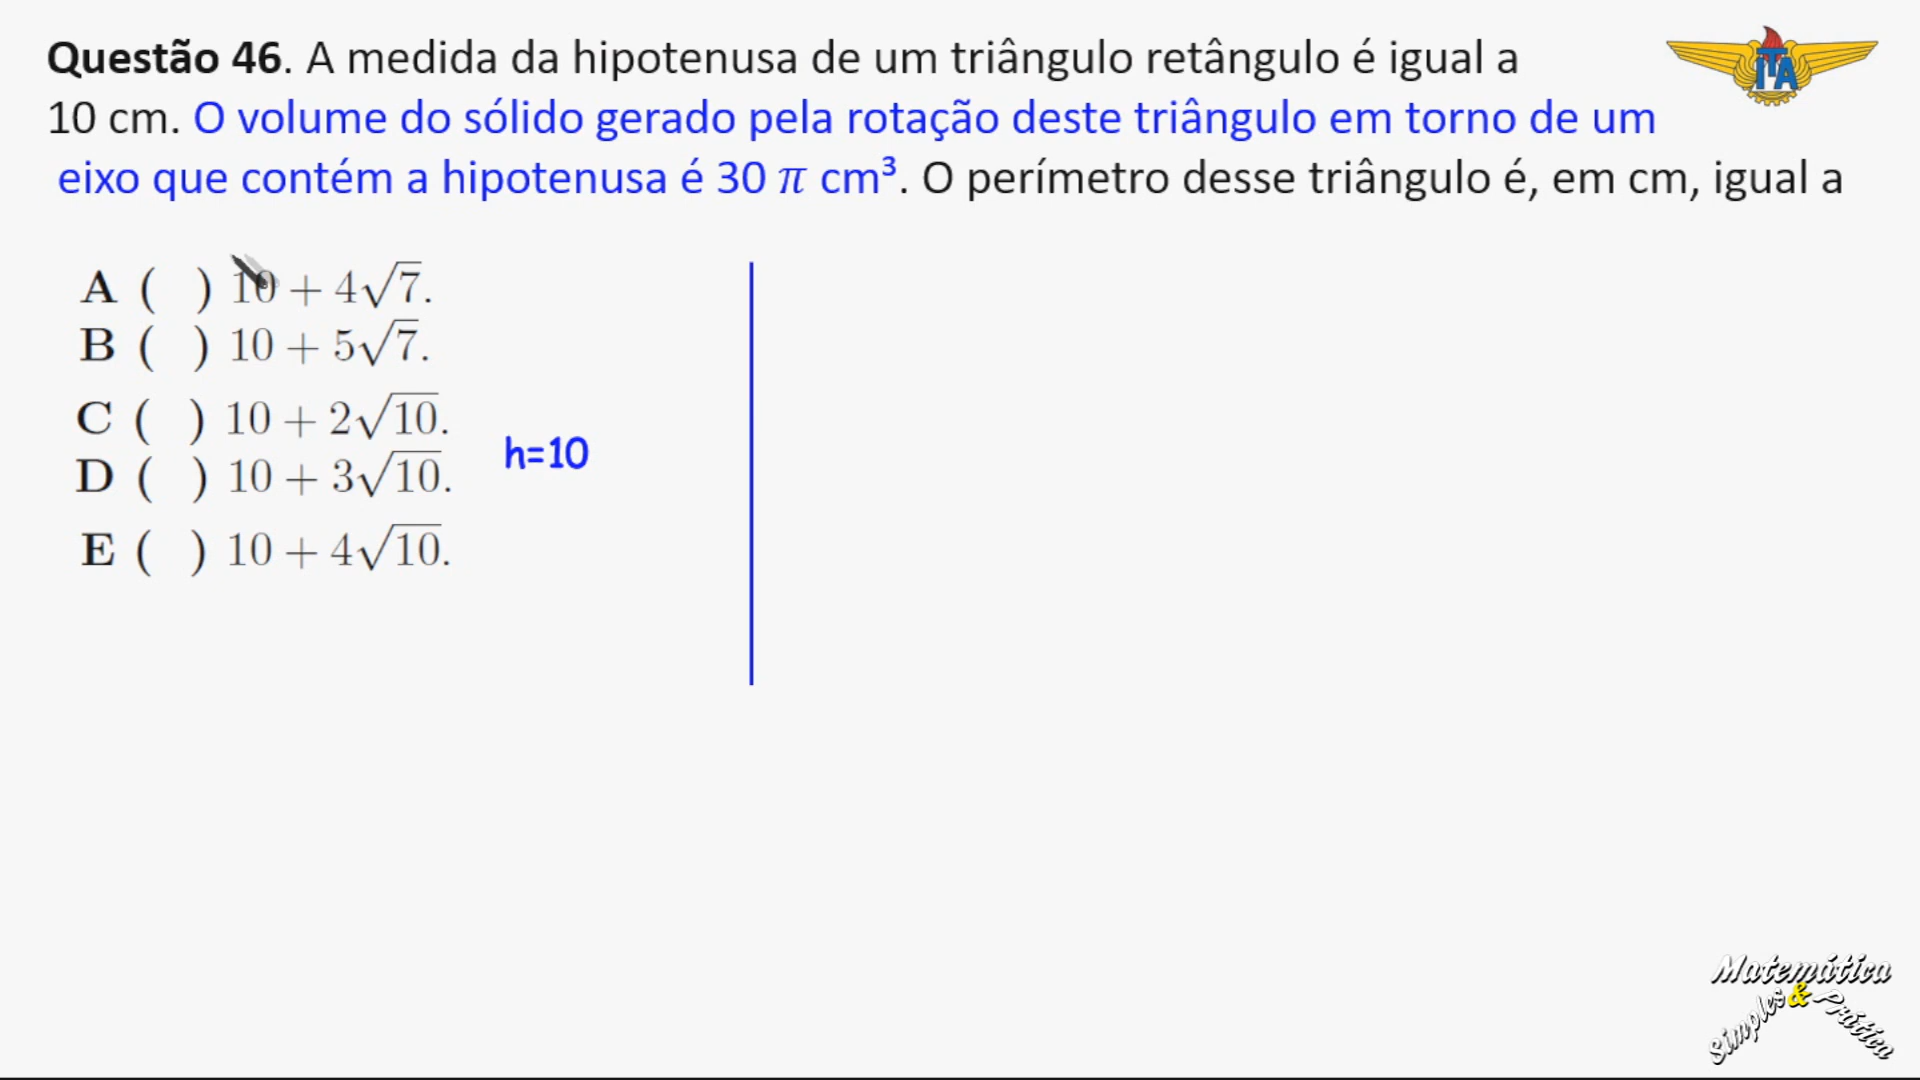 Questão 46. A medida da hipotenusa de um triângulo retângulo é igual a
10 cm. O volume do sólido gerado pela rotação deste triângulo em torno de um
eixo que contém a hipotenusa é 30 π cm³. O perímetro desse triângulo é, em cm, igual a
ITA
A ( ) 10 + 4√7.
B ( ) 10 + 5√7.
C ( ) 10 + 2√10.
D ( ) 10 + 3√10.
E ( ) 10 + 4√10.
h=10
Matemática
Simples & Prática